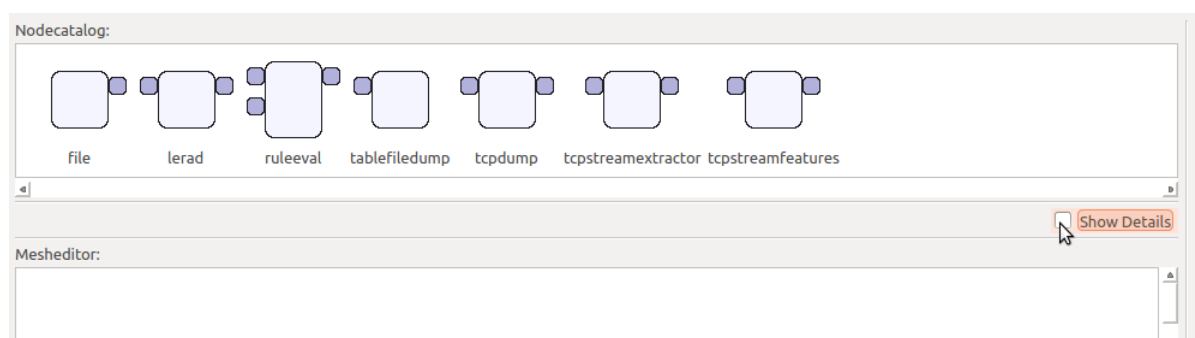 Nodecatalog:
file lerad ruleeval tablefiledump tcpdump tcpstreamextractor tcpstreamfeatures
Show Details
Mesheditor: